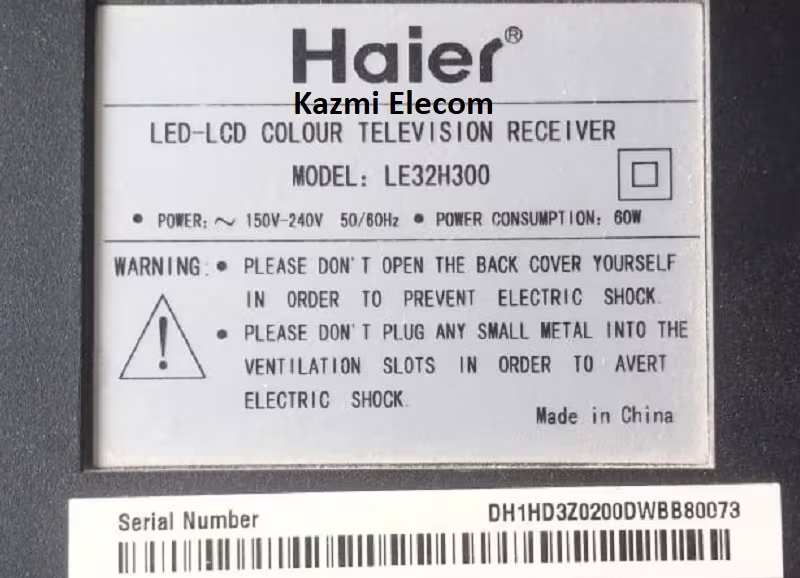 Haier®
Kazmi Elecom
LED-LCD COLOUR TELEVISION RECEIVER
MODEL: LE32H300
• POWER: ~ 150V-240V 50/60Hz • POWER CONSUMPTION: 60W
WARNING: • PLEASE DON'T OPEN THE BACK COVER YOURSELF
IN ORDER TO PREVENT ELECTRIC SHOCK.
• PLEASE DON'T PLUG ANY SMALL METAL INTO THE
VENTILATION SLOTS IN ORDER TO AVERT
ELECTRIC SHOCK.
Made in China
Serial Number DH1HD3Z0200DWBB80073